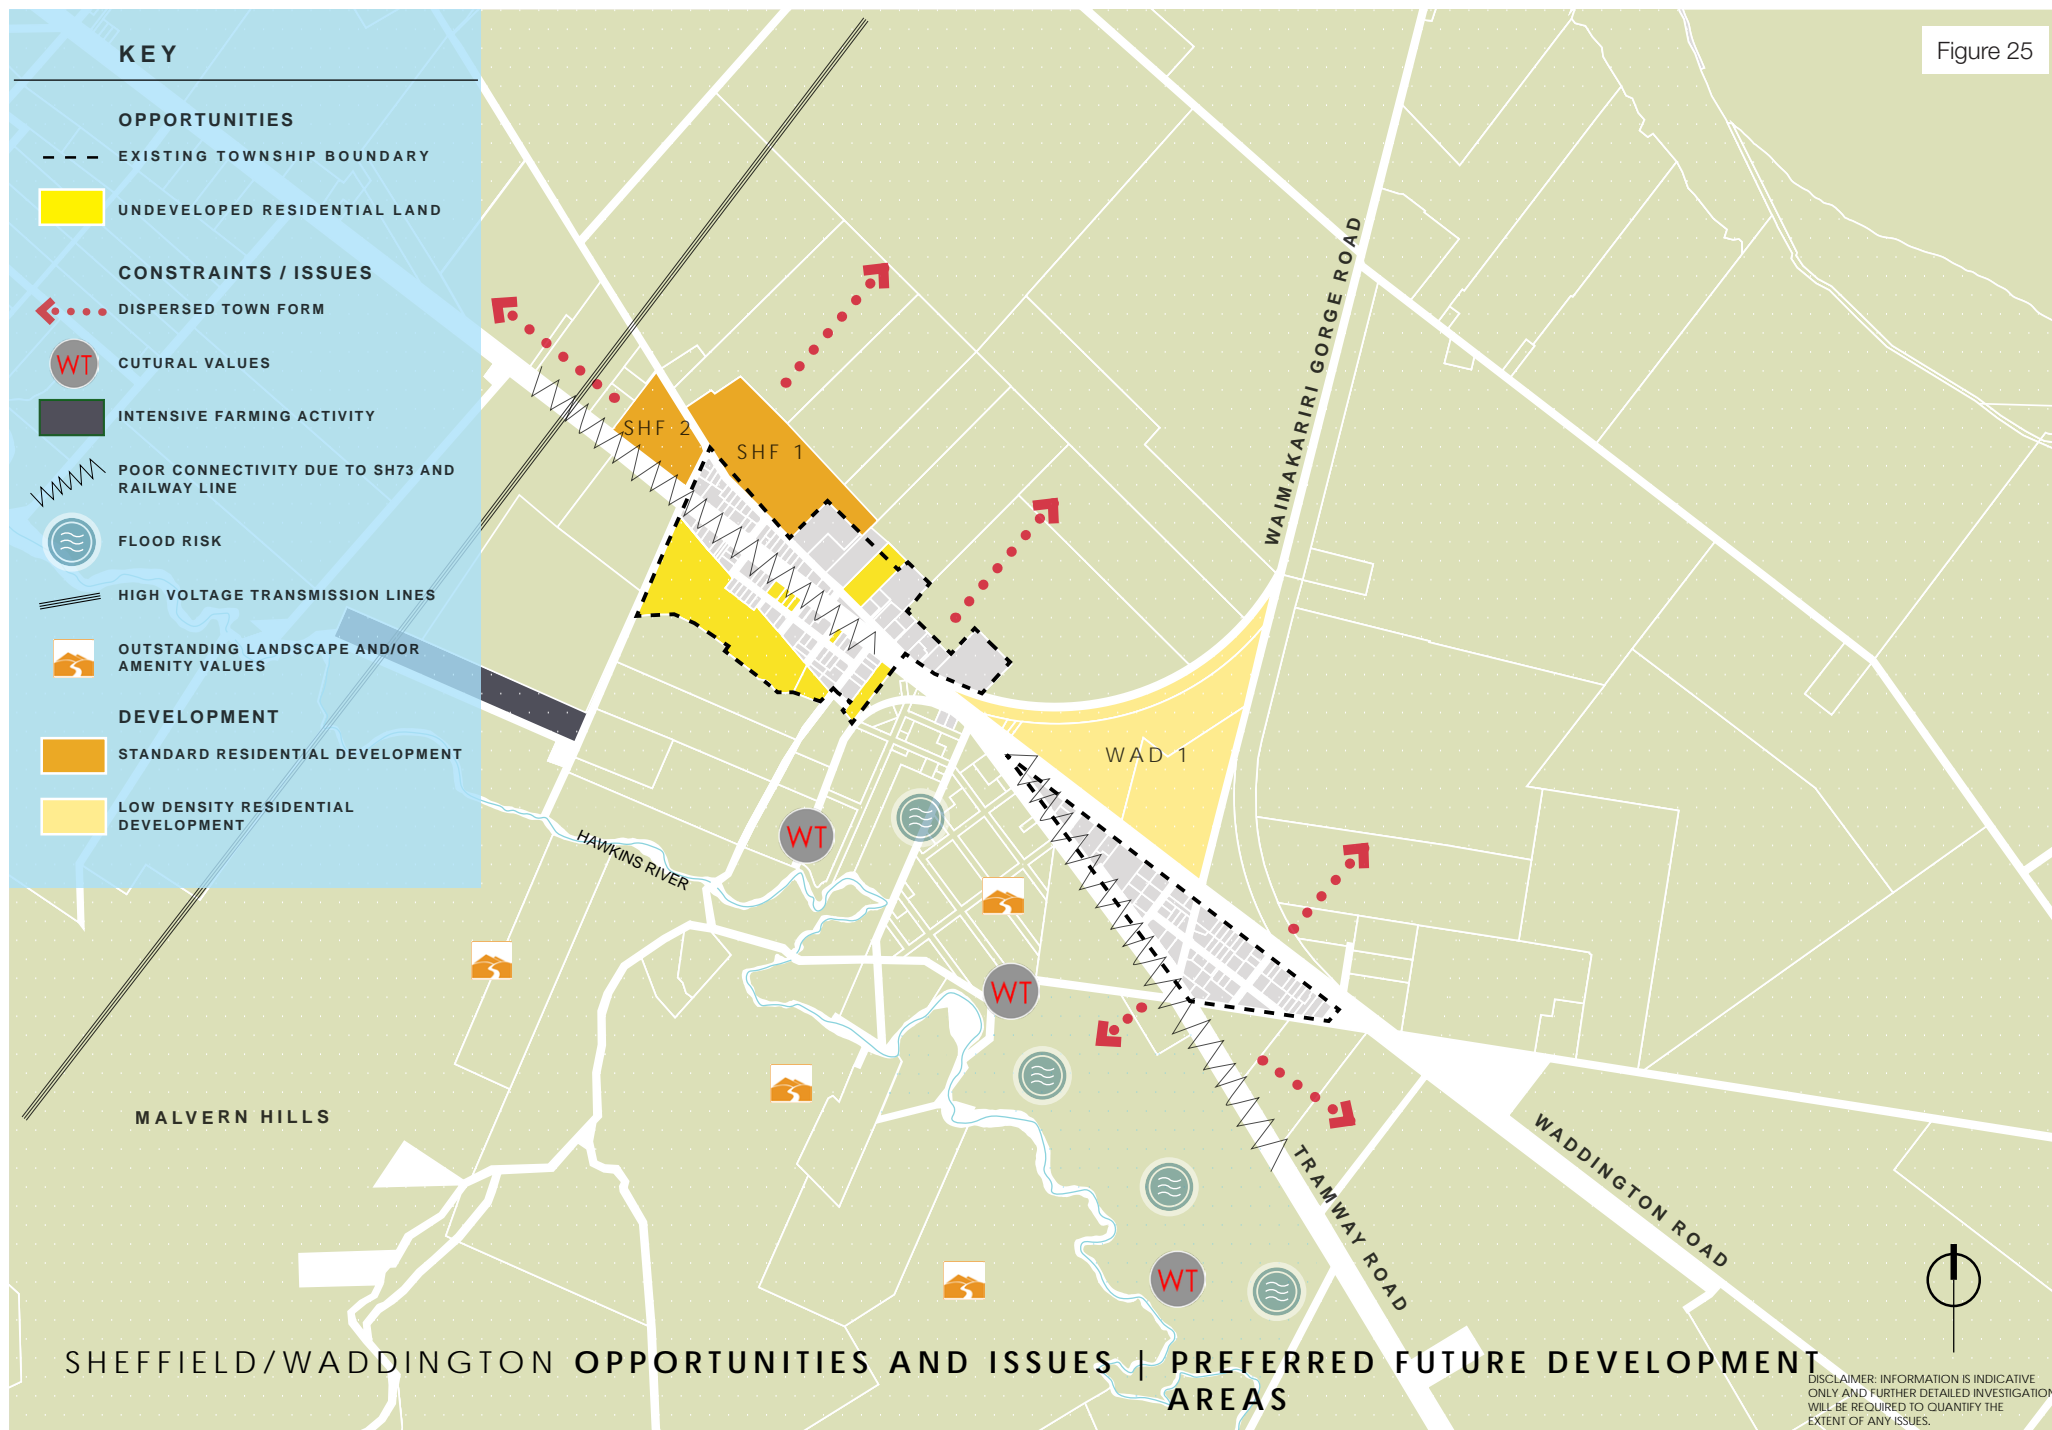 Figure 25
KEY
OPPORTUNITIES
EXISTING TOWNSHIP BOUNDARY
UNDEVELOPED RESIDENTIAL LAND
CONSTRAINTS / ISSUES
DISPERSED TOWN FORM
WT
CUTURAL VALUES
INTENSIVE FARMING ACTIVITY
POOR CONNECTIVITY DUE TO SH73 AND
RAILWAY LINE
FLOOD RISK
HIGH VOLTAGE TRANSMISSION LINES
OUTSTANDING LANDSCAPE AND/OR
AMENITY VALUES
DEVELOPMENT
STANDARD RESIDENTIAL DEVELOPMENT
LOW DENSITY RESIDENTIAL
DEVELOPMENT
WAIMAKARIRI GORGE ROAD
SHF 2
SHF 1
WAD 1
WT
HAWKINS RIVER
WT
MALVERN HILLS
WADDINGTON ROAD
TRAMWAY ROAD
WT
SHEFFIELD/WADDINGTON OPPORTUNITIES AND ISSUES | PREFERRED FUTURE DEVELOPMENT
AREAS
DISCLAIMER: INFORMATION IS INDICATIVE
ONLY AND FURTHER DETAILED INVESTIGATION
WILL BE REQUIRED TO QUANTIFY THE
EXTENT OF ANY ISSUES.